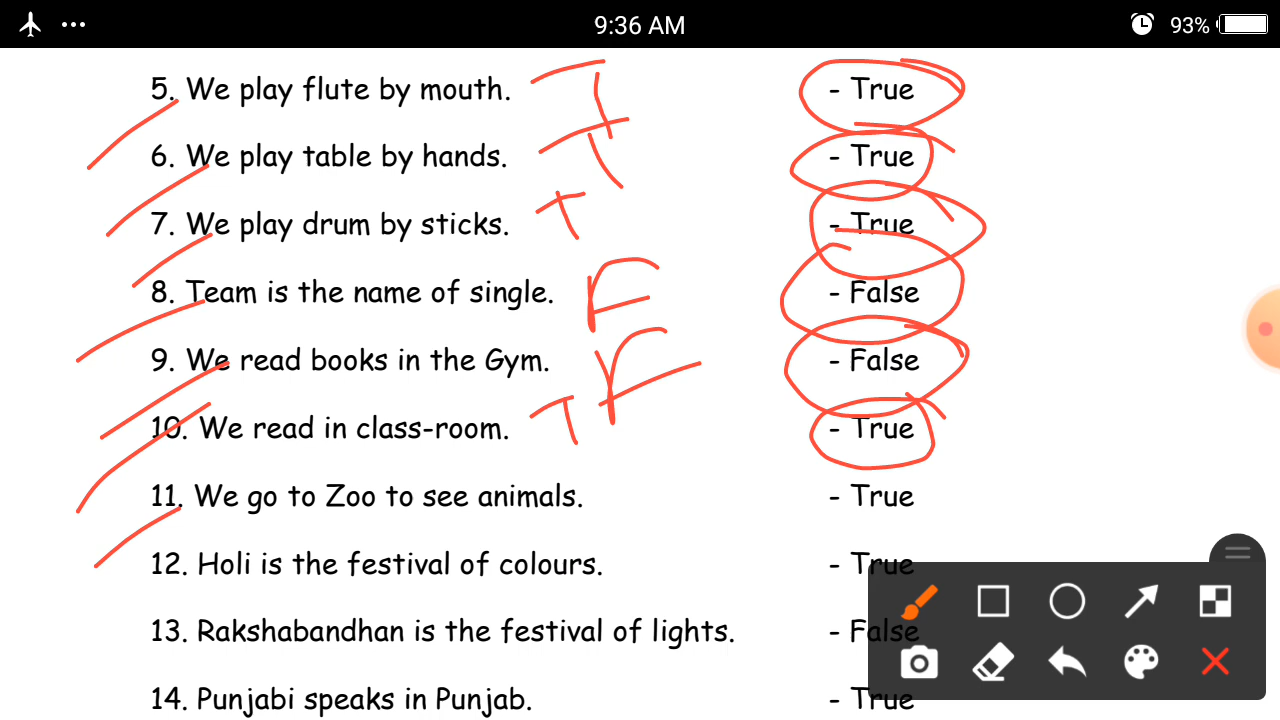 9:36 AM 93%
5. We play flute by mouth. T - True
6. We play table by hands. T - True
7. We play drum by sticks. T - True
8. Team is the name of single. F - False
9. We read books in the Gym. F - False
10. We read in class-room. T - True
11. We go to Zoo to see animals. - True
12. Holi is the festival of colours. - True
13. Rakshabandhan is the festival of lights. - False
14. Punjabi speaks in Punjab. - True